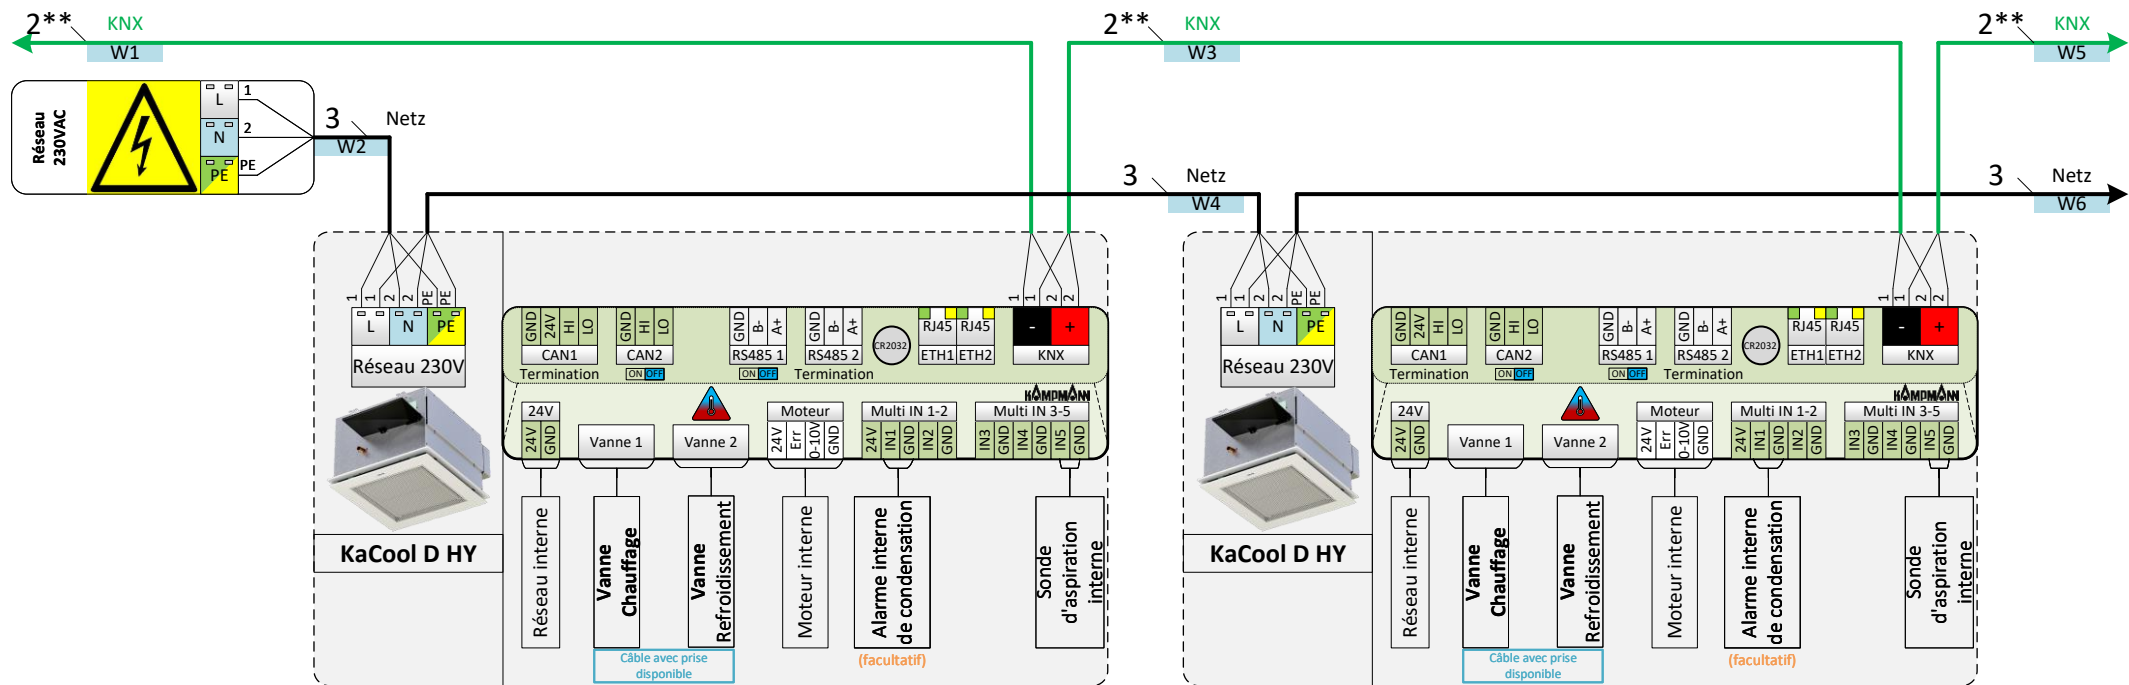 2** KNX
W1
2** KNX
W3
2** KNX
W5
Réseau
230VAC
L
N
PE
1
2
PE
3 Netz
W2
3 Netz
W4
3 Netz
W6
1
1
2
2
PE
PE
L N PE
Réseau 230V
KaCool D HY
GND
24V
HI
LO
CAN1
GND
HI
LO
CAN2
GND
B-
A+
RS485 1
GND
B-
A+
RS485 2
CR2032
RJ45 RJ45
ETH1 ETH2
1
1
2
2
- +
KNX
Termination
ON OFF
ON OFF
Termination
KAMPMANN
24V
24V
GND
Vanne 1
Vanne 2
Moteur
24V
Err
0-10V
GND
Multi IN 1-2
24V
IN1
GND
IN2
GND
Multi IN 3-5
IN3
GND
IN4
GND
IN5
GND
Réseau interne
Vanne
Chauffage
Vanne
Refroidissement
Moteur interne
Alarme interne
de condensation
Sonde
d'aspiration
interne
Câble avec prise
disponible
(facultatif)
1
1
2
2
PE
PE
L N PE
Réseau 230V
KaCool D HY
GND
24V
HI
LO
CAN1
GND
HI
LO
CAN2
GND
B-
A+
RS485 1
GND
B-
A+
RS485 2
CR2032
RJ45 RJ45
ETH1 ETH2
1
1
2
2
- +
KNX
Termination
ON OFF
ON OFF
Termination
KAMPMANN
24V
24V
GND
Vanne 1
Vanne 2
Moteur
24V
Err
0-10V
GND
Multi IN 1-2
24V
IN1
GND
IN2
GND
Multi IN 3-5
IN3
GND
IN4
GND
IN5
GND
Réseau interne
Vanne
Chauffage
Vanne
Refroidissement
Moteur interne
Alarme interne
de condensation
Sonde
d'aspiration
interne
Câble avec prise
disponible
(facultatif)